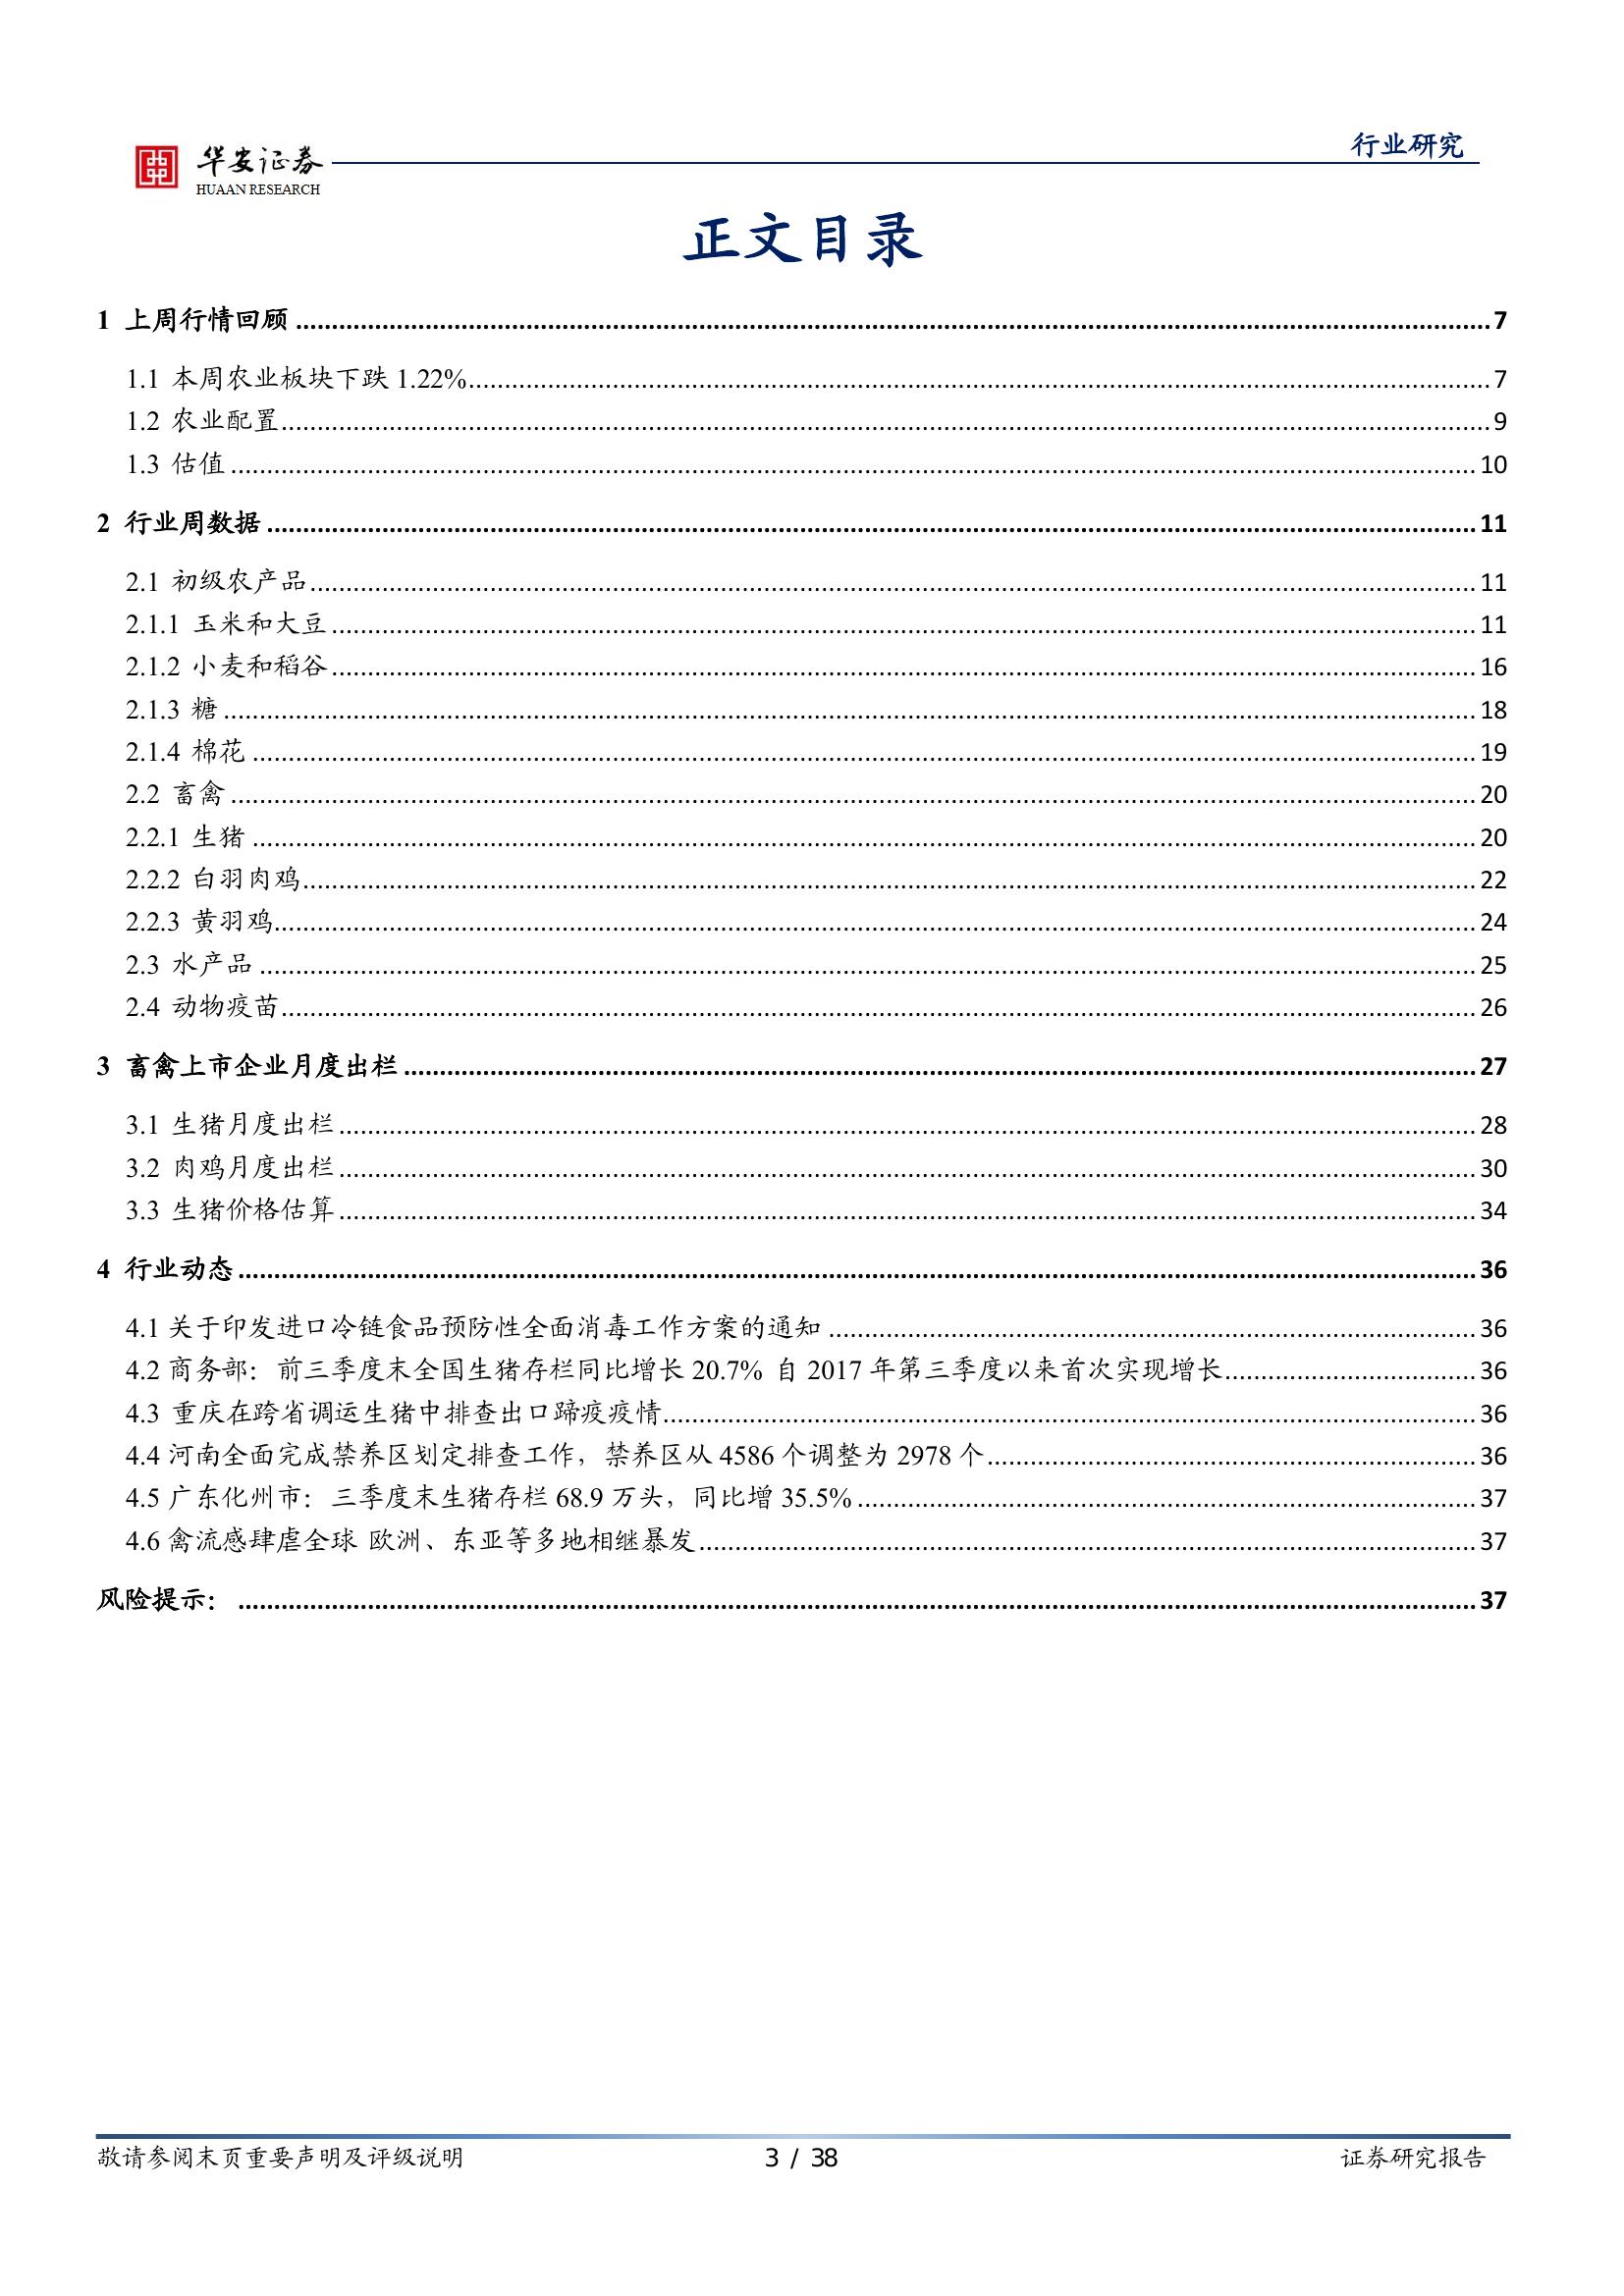 华安证券
HUAAN RESEARCH
行业研究
正文目录
1 上周行情回顾 ........ 7
1.1 本周农业板块下跌 1.22% ........ 7
1.2 农业配置 ........ 9
1.3 估值 ........ 10
2 行业周数据 ........ 11
2.1 初级农产品 ........ 11
2.1.1 玉米和大豆 ........ 11
2.1.2 小麦和稻谷 ........ 16
2.1.3 糖 ........ 18
2.1.4 棉花 ........ 19
2.2 畜禽 ........ 20
2.2.1 生猪 ........ 20
2.2.2 白羽肉鸡 ........ 22
2.2.3 黄羽鸡 ........ 24
2.3 水产品 ........ 25
2.4 动物疫苗 ........ 26
3 畜禽上市企业月度出栏 ........ 27
3.1 生猪月度出栏 ........ 28
3.2 肉鸡月度出栏 ........ 30
3.3 生猪价格估算 ........ 34
4 行业动态 ........ 36
4.1 关于印发进口冷链食品预防性全面消毒工作方案的通知 ........ 36
4.2 商务部：前三季度末全国生猪存栏同比增长 20.7% 自 2017 年第三季度以来首次实现增长 ........ 36
4.3 重庆在跨省调运生猪中排查出口蹄疫疫情 ........ 36
4.4 河南全面完成禁养区划定排查工作，禁养区从 4586 个调整为 2978 个 ........ 36
4.5 广东化州市：三季度末生猪存栏 68.9 万头，同比增 35.5% ........ 37
4.6 禽流感肆虐全球 欧洲、东亚等多地相继暴发 ........ 37
风险提示： ........ 37
敬请参阅末页重要声明及评级说明
3 / 38
证券研究报告